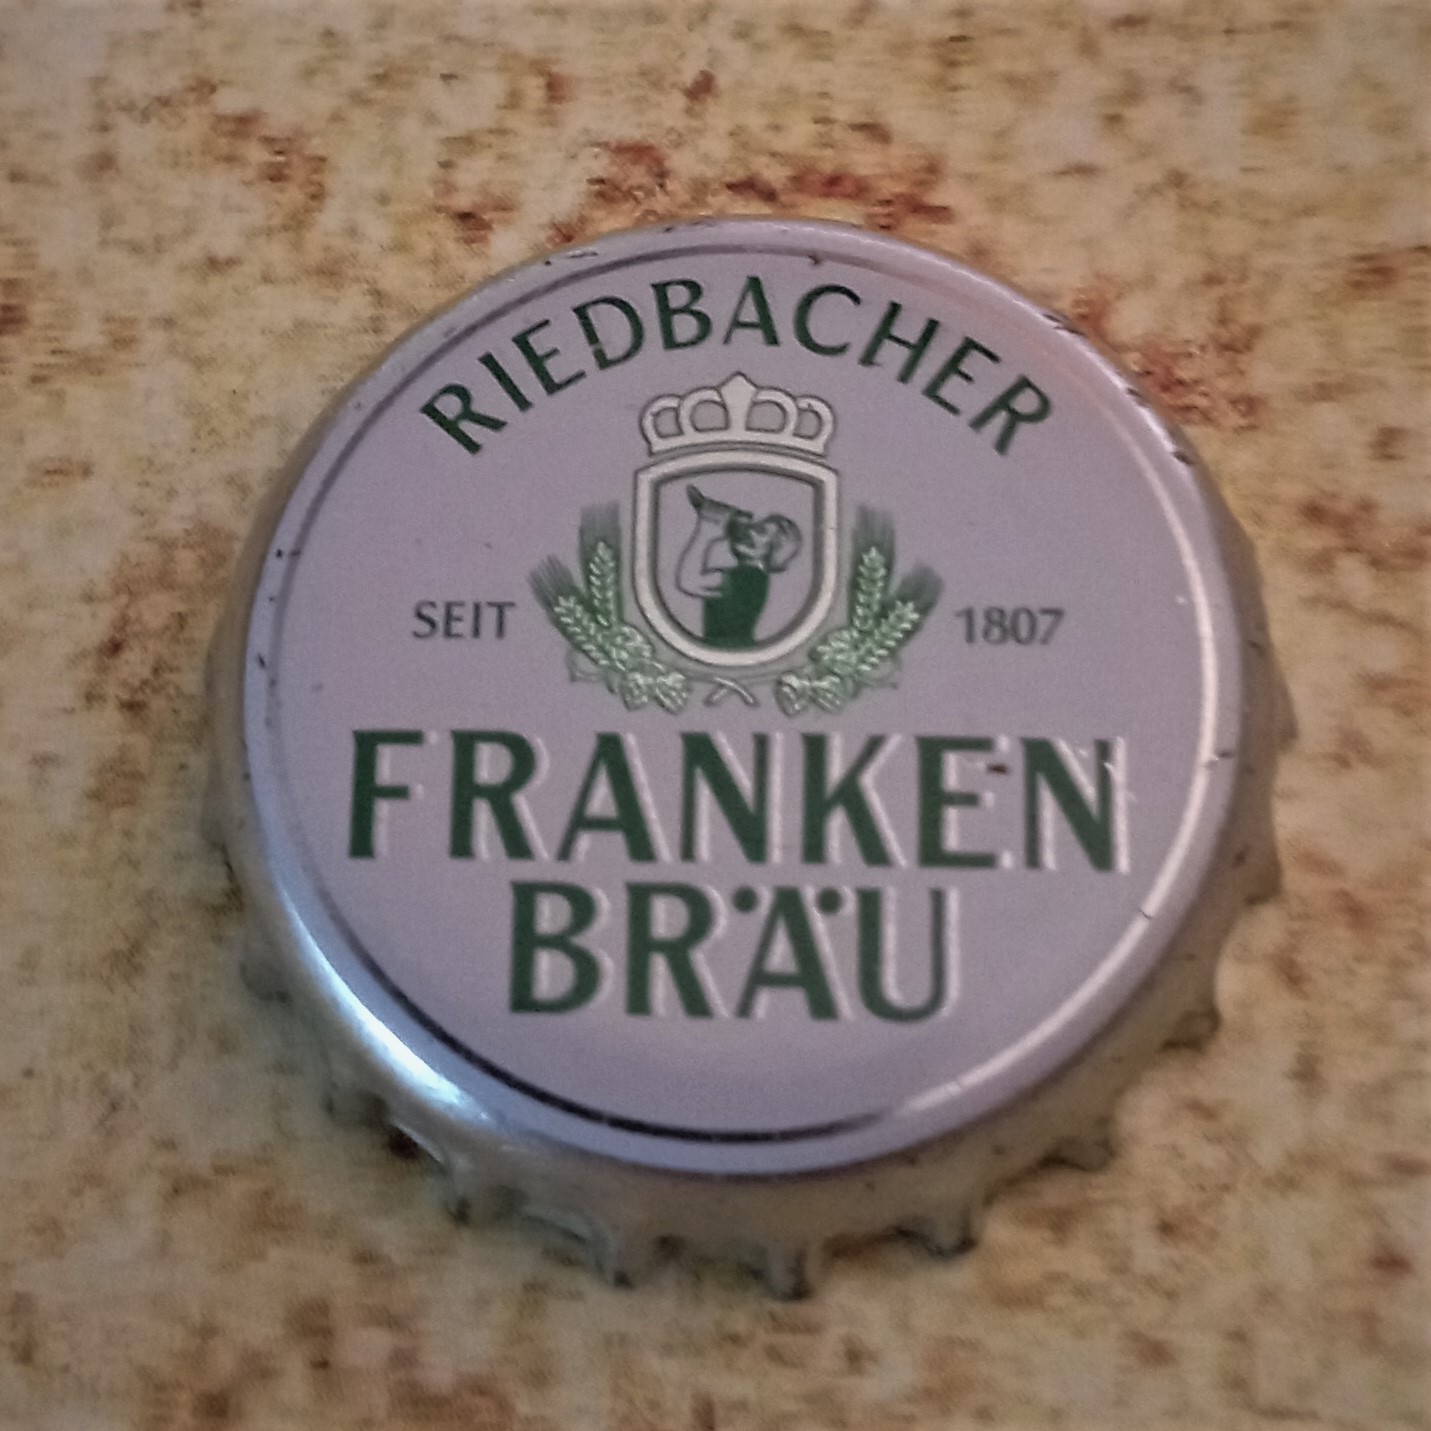 RIEDBACHER
SEIT 1807
FRANKEN
BRÄU